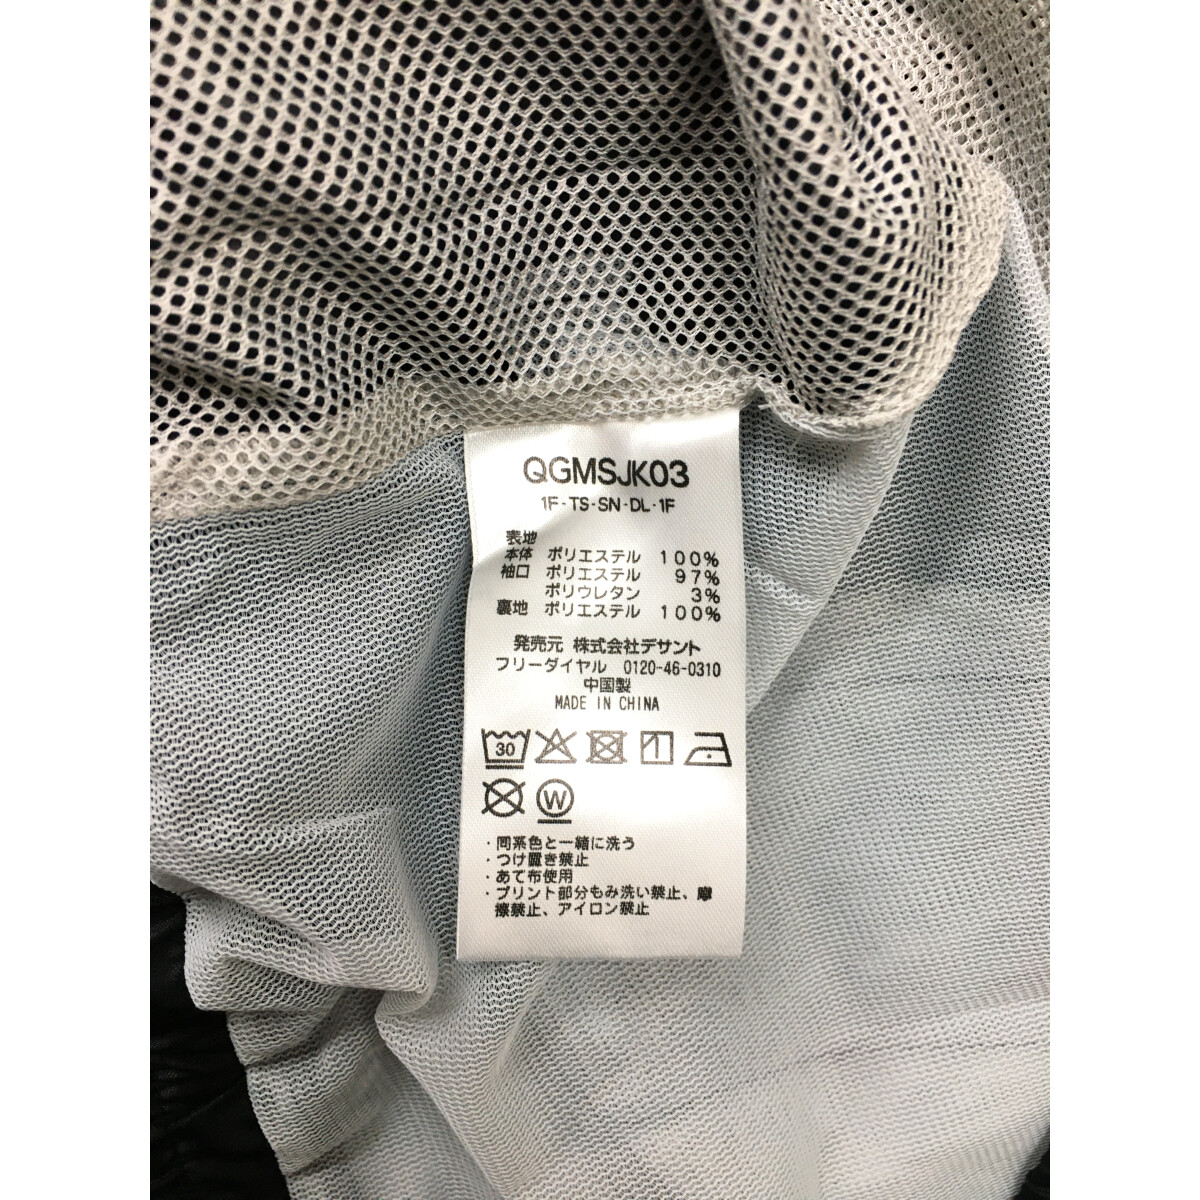 QGMSJK03
1F-TS-SN-DL-1F
表地
本体 ポリエステル 100%
袖口 ポリエステル 97%
ポリウレタン 3%
裏地 ポリエステル 100%
発売元 株式会社デサント
フリーダイヤル 0120-46-0310
中国製
MADE IN CHINA
30
W
・同系色と一緒に洗う
・つけ置き禁止
・あて布使用
・プリント部分もみ洗い禁止、摩
擦禁止、アイロン禁止